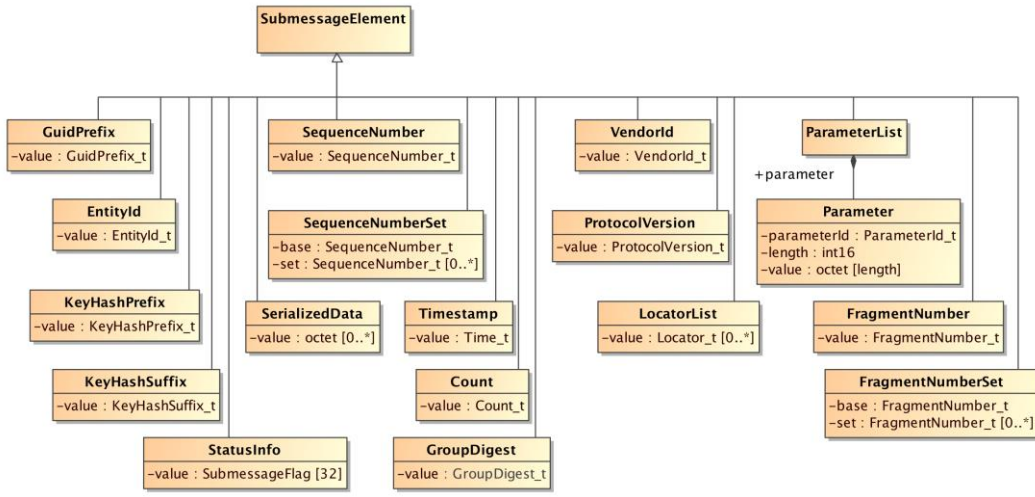 SubmessageElement
GuidPrefix
-value : GuidPrefix_t
SequenceNumber
-value : SequenceNumber_t
VendorId
-value : VendorId_t
ParameterList
+parameter
EntityId
-value : EntityId_t
SequenceNumberSet
-base : SequenceNumber_t
-set : SequenceNumber_t [0..*]
ProtocolVersion
-value : ProtocolVersion_t
Parameter
-parameterId : ParameterId_t
-length : int16
-value : octet [length]
KeyHashPrefix
-value : KeyHashPrefix_t
SerializedData
-value : octet [0..*]
Timestamp
-value : Time_t
LocatorList
-value : Locator_t [0..*]
FragmentNumber
-value : FragmentNumber_t
KeyHashSuffix
-value : KeyHashSuffix_t
Count
-value : Count_t
FragmentNumberSet
-base : FragmentNumber_t
-set : FragmentNumber_t [0..*]
StatusInfo
-value : SubmessageFlag [32]
GroupDigest
-value : GroupDigest_t